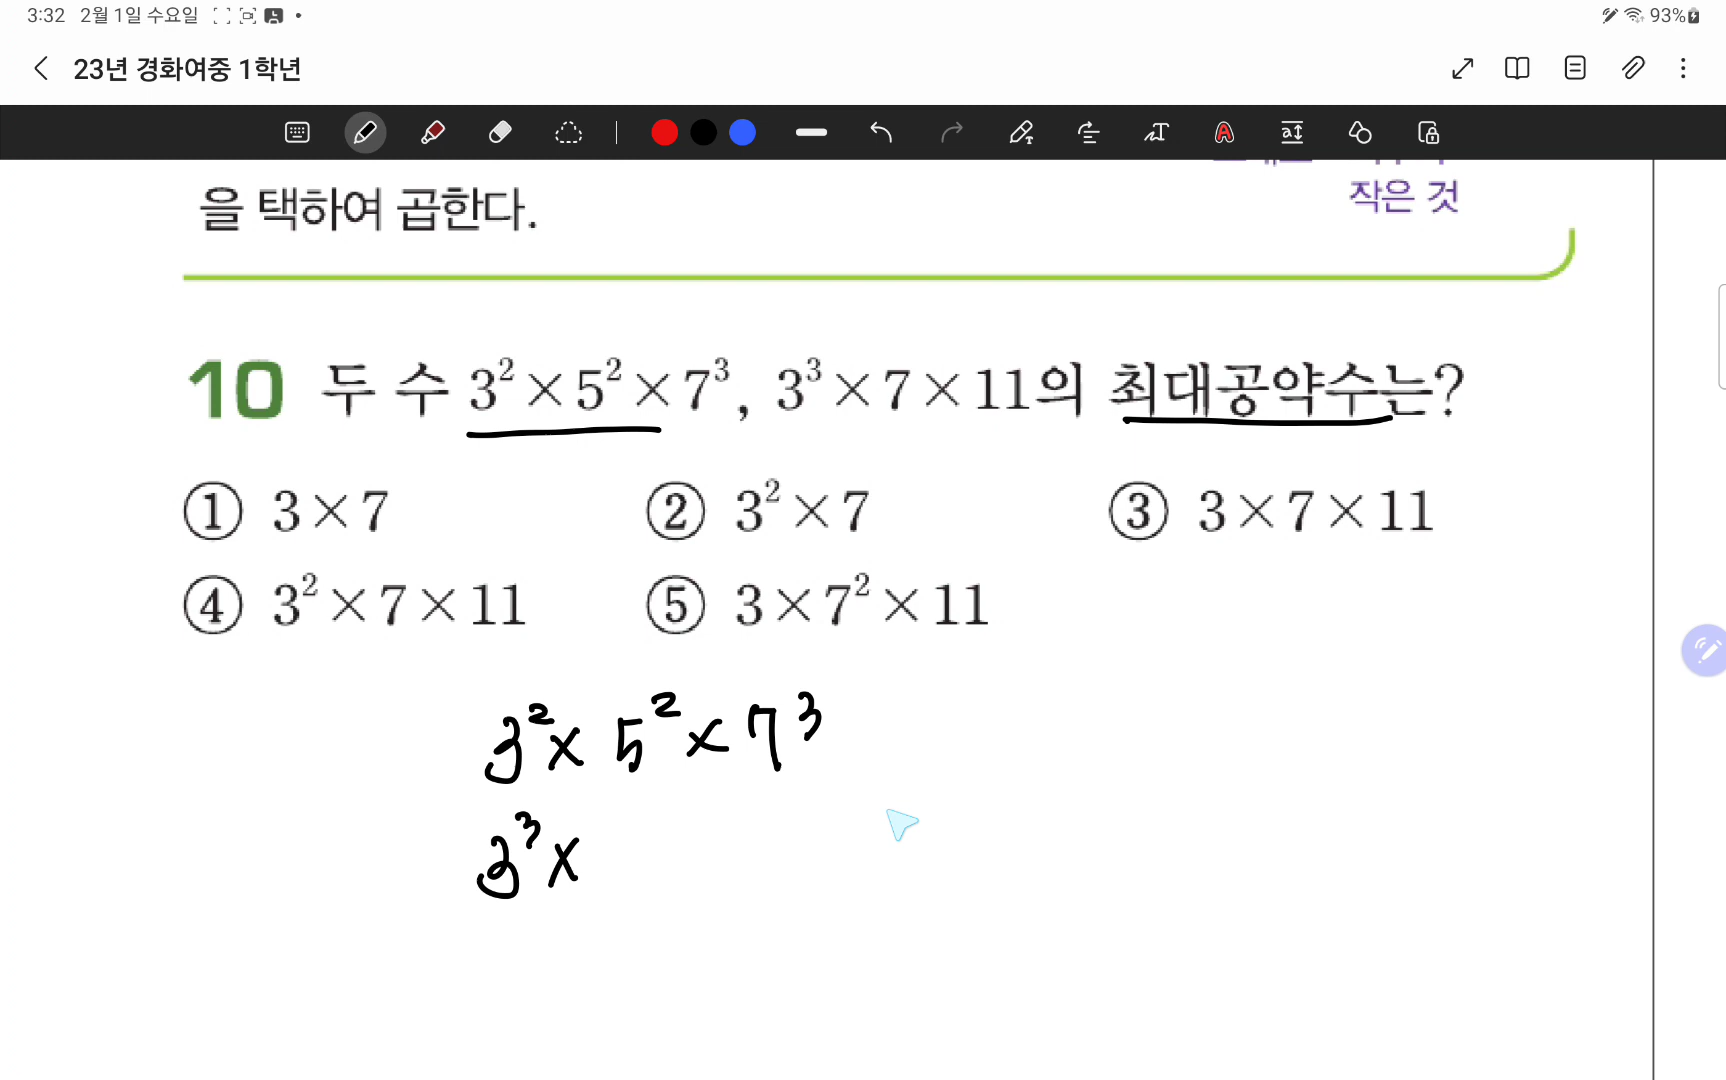 3:32 2월 1일 수요일 93%
23년 경화여중 1학년
작은 것
을 택하여 곱한다.
10 두 수 3²×5²×7³, 3³×7×11의 최대공약수는?
① 3×7 ② 3²×7 ③ 3×7×11
④ 3²×7×11 ⑤ 3×7²×11
3²× 5²×7³
3³×